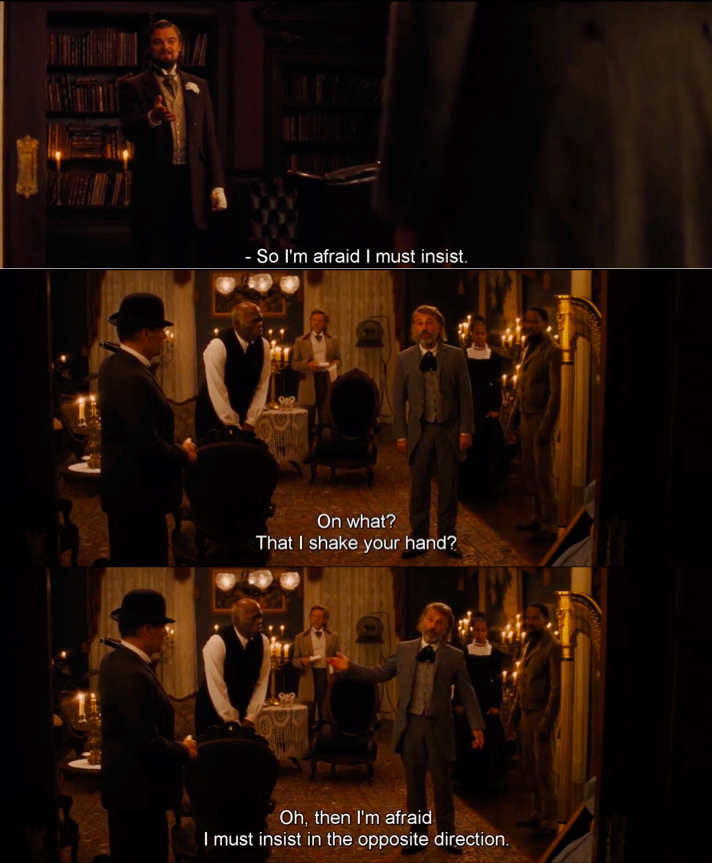 - So I'm afraid I must insist.
On what?
That I shake your hand?
Oh, then I'm afraid
I must insist in the opposite direction.